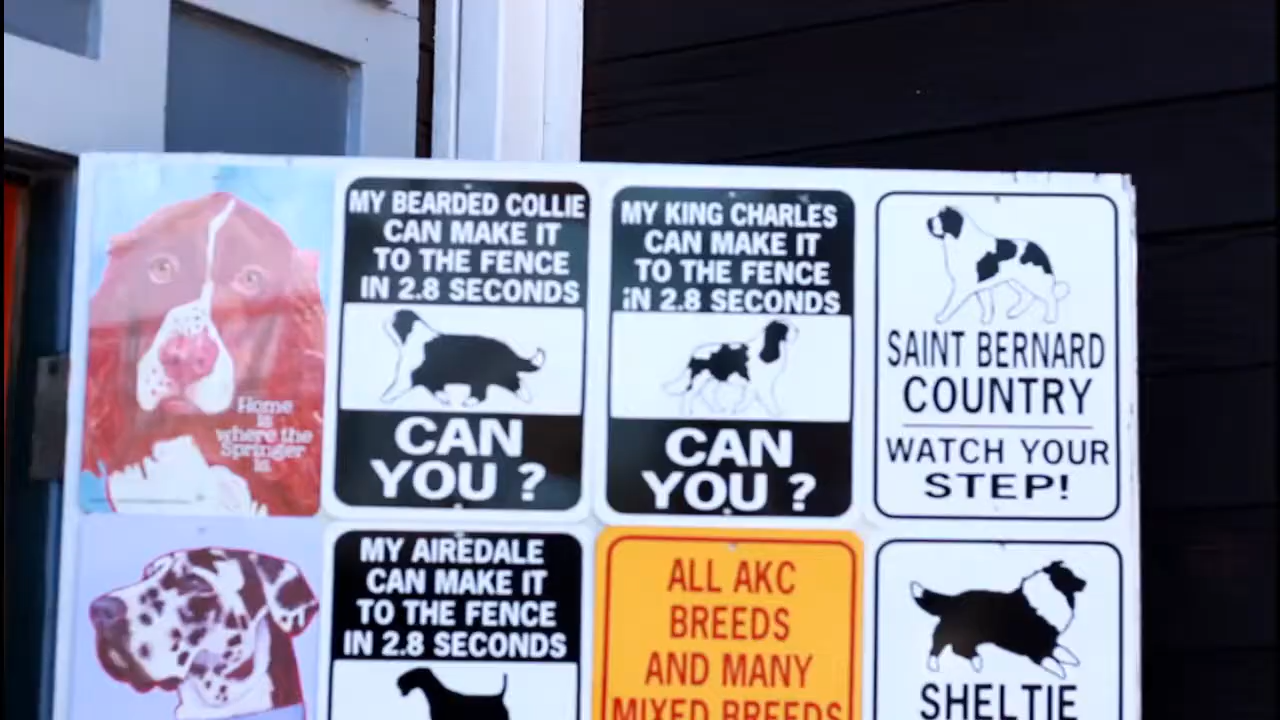 Home
is
where the
Springer
is.
MY BEARDED COLLIE
CAN MAKE IT
TO THE FENCE
IN 2.8 SECONDS
CAN
YOU ?
MY KING CHARLES
CAN MAKE IT
TO THE FENCE
iN 2.8 SECONDS
CAN
YOU ?
SAINT BERNARD
COUNTRY
WATCH YOUR
STEP!
MY AIREDALE
CAN MAKE IT
TO THE FENCE
IN 2.8 SECONDS
ALL AKC
BREEDS
AND MANY
MIXED BREEDS
SHELTIE